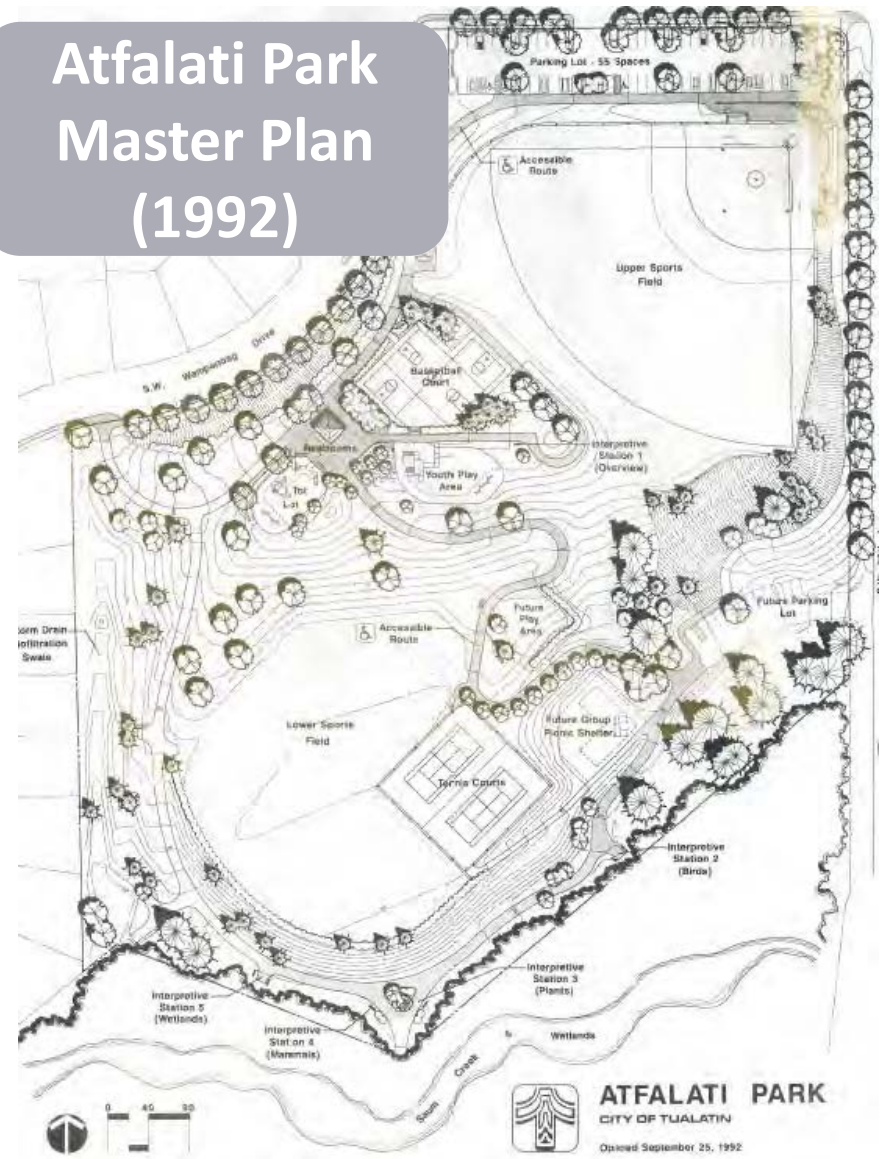 Atfalati Park
Master Plan
(1992)
Parking Lot - 55 Spaces
Accessible
Route
Upper Sports
Field
S.W. Wampanoag Drive
Basketball
Court
Restrooms
Interpretive
Station 1
(Overview)
Youth Play
Area
Tot
Lot
Future Parking
Lot
Future
Play
Area
Accessible
Route
Drain
Swale
Lower Sports
Field
Future Group
Picnic Shelter
Tennis Courts
Interpretive
Station 2
(Birds)
Interpretive
Station 3
(Plants)
Interpretive
Station 5
(Wetlands)
Interpretive
Station 4
(Mammals)
Creek & Wetlands
0 40 80
ATFALATI PARK
CITY OF TUALATIN
September 25, 1992